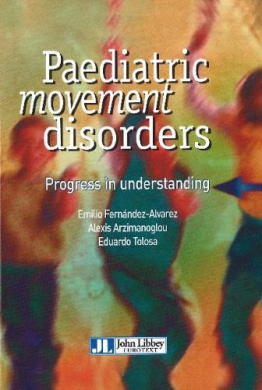 Paediatric
movement
disorders
Progress in understanding
Emilio Fernández-Alvarez
Alexis Arzimanoglou
Eduardo Tolosa
JL John Libbey
EUROTEXT